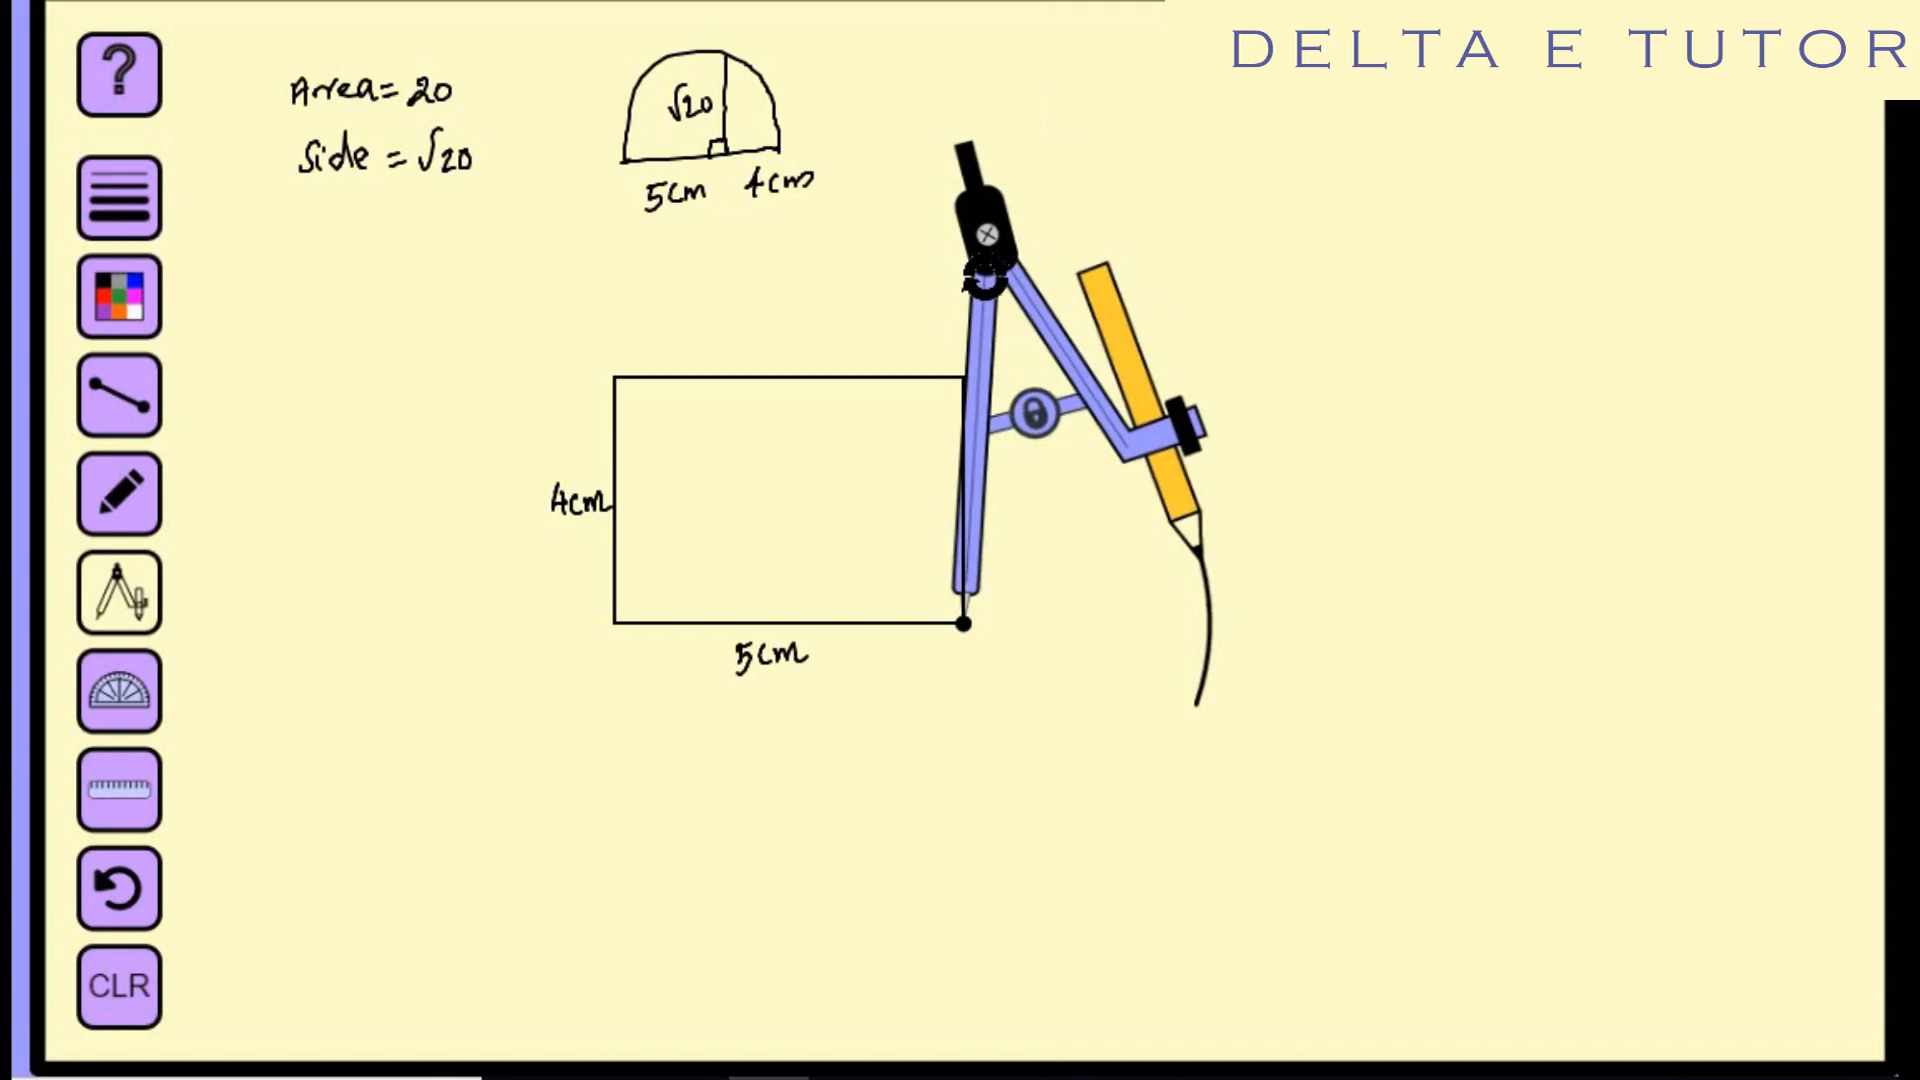 DELTA E TUTOR
?
Area = 20
Side = √20
√20
5cm 4cm
4cm
5cm
CLR